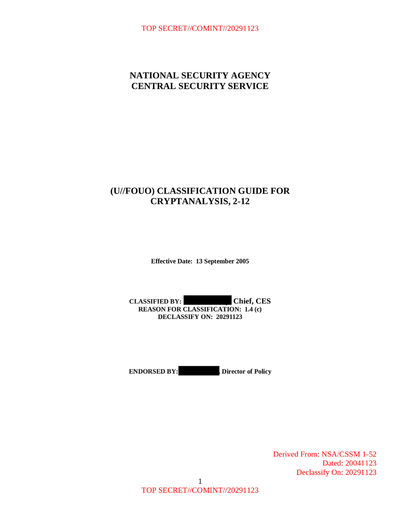 TOP SECRET//COMINT//20291123
NATIONAL SECURITY AGENCY
CENTRAL SECURITY SERVICE
(U//FOUO) CLASSIFICATION GUIDE FOR
CRYPTANALYSIS, 2-12
Effective Date: 13 September 2005
CLASSIFIED BY: Chief, CES
REASON FOR CLASSIFICATION: 1.4 (c)
DECLASSIFY ON: 20291123
ENDORSED BY: , Director of Policy
Derived From: NSA/CSSM 1-52
Dated: 20041123
Declassify On: 20291123
1
TOP SECRET//COMINT//20291123